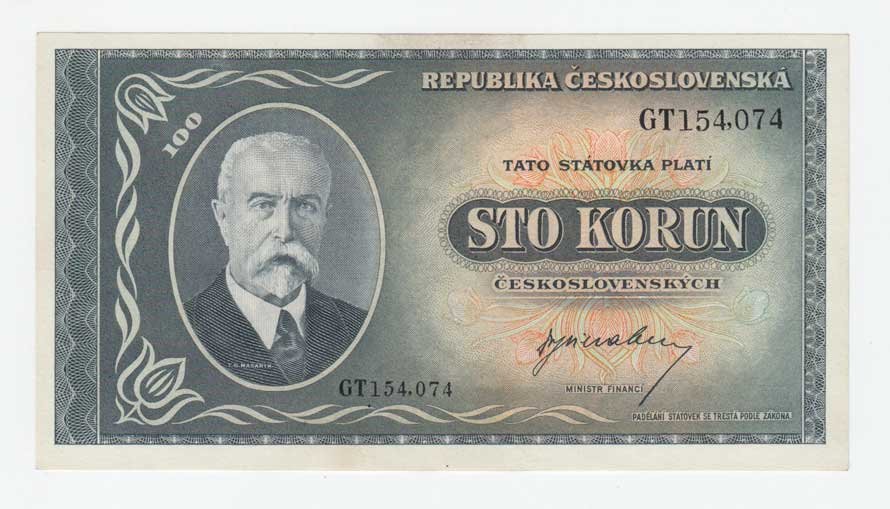 REPUBLIKA ČESKOSLOVENSKÁ
100
GT154,074
TATO STÁTOVKA PLATÍ
STO KORUN
ČESKOSLOVENSKÝCH
T. G. MASARYK
GT154,074
MINISTR FINANCÍ
PADĚLÁNÍ STÁTOVEK SE TRESTÁ PODLE ZÁKONA.